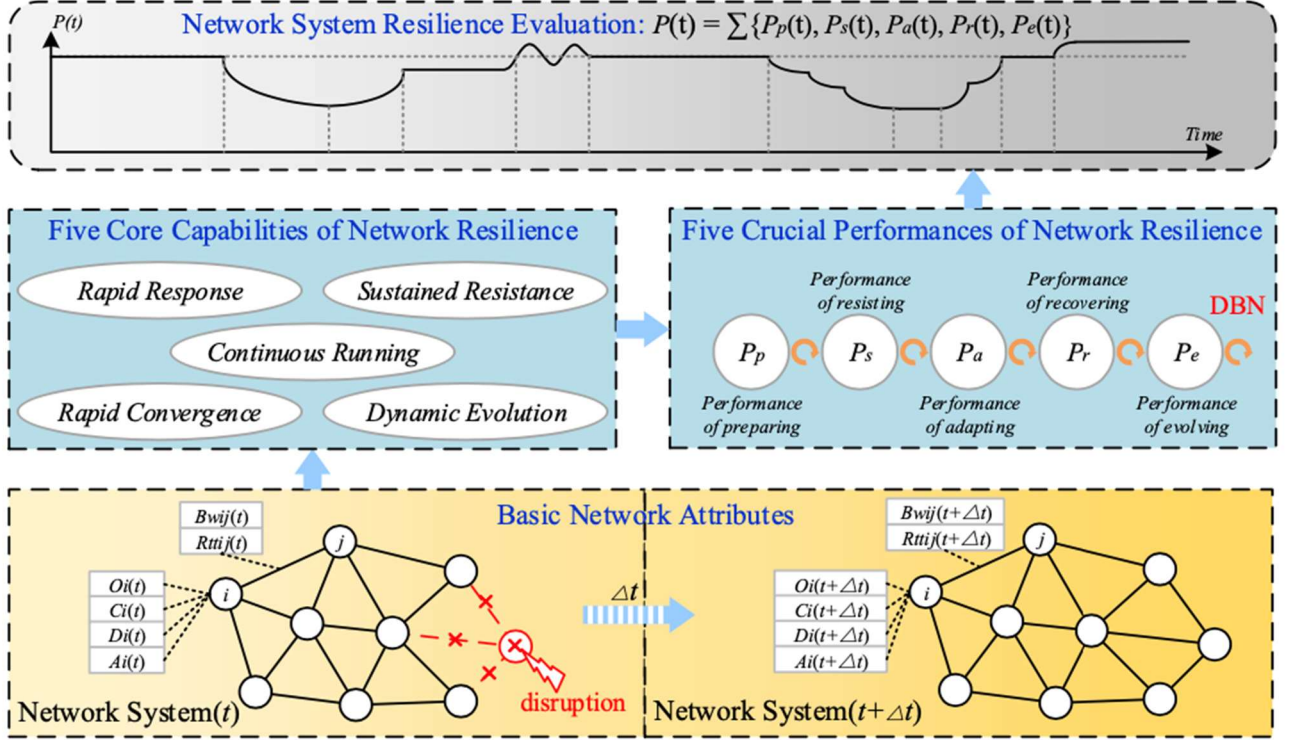 Network System Resilience Evaluation: P(t) = ∑{Pp(t), Ps(t), Pa(t), Pr(t), Pe(t)}
P(t)
Time
Five Core Capabilities of Network Resilience
Rapid Response
Sustained Resistance
Continuous Running
Rapid Convergence
Dynamic Evolution
Five Crucial Performances of Network Resilience
Performance
of resisting
Performance
of recovering
DBN
Pp
Ps
Pa
Pr
Pe
Performance
of preparing
Performance
of adapting
Performance
of evolving
Basic Network Attributes
Bwij(t)
Rttij(t)
Oi(t)
Ci(t)
Di(t)
Ai(t)
i
j
disruption
Network System(t)
△t
Bwij(t+△t)
Rttij(t+△t)
Oi(t+△t)
Ci(t+△t)
Di(t+△t)
Ai(t+△t)
i
j
Network System(t+△t)